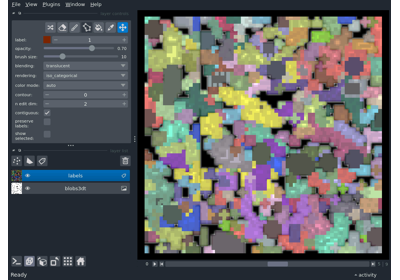 File View Plugins Window Help
label: 1
opacity: 0.70
brush size: 10
blending: translucent
rendering: iso_categorical
color mode: auto
contour: 0
n edit dim: 2
contiguous:
preserve labels:
show selected:
labels
blobs3d
Ready
activity